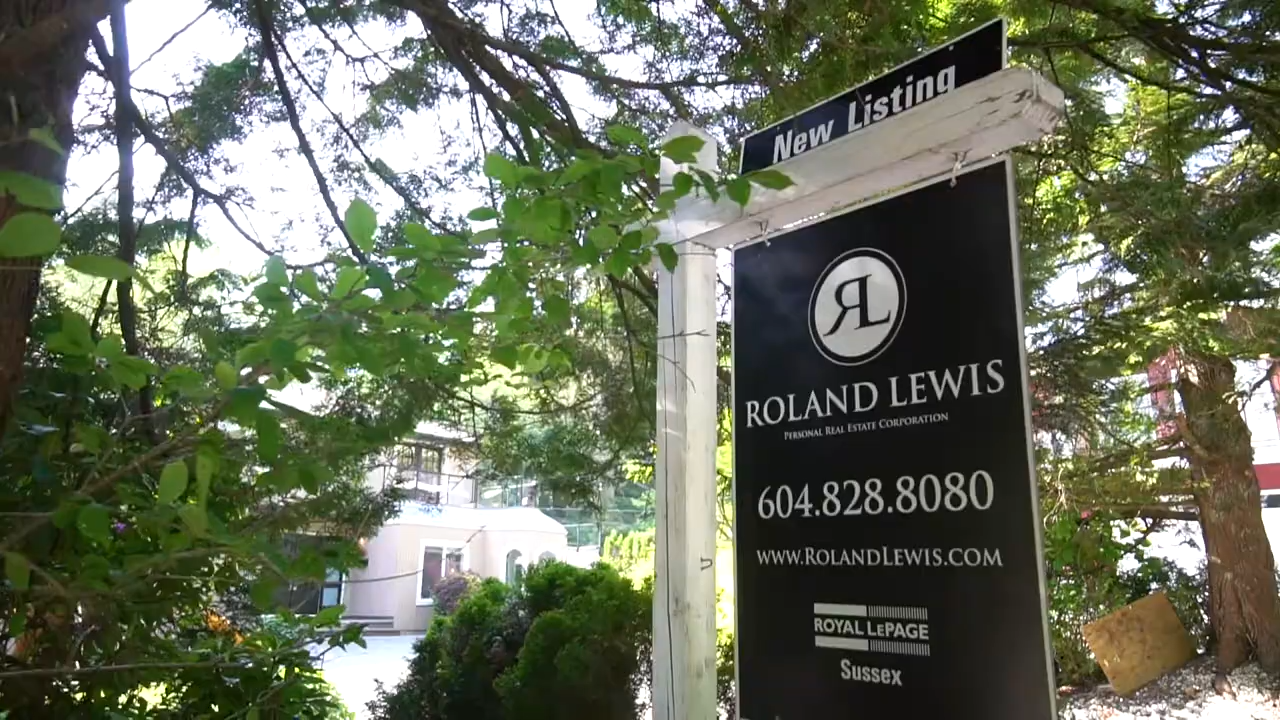 New Listing
RL
ROLAND LEWIS
PERSONAL REAL ESTATE CORPORATION
604.828.8080
WWW.ROLANDLEWIS.COM
ROYAL LEPAGE
Sussex